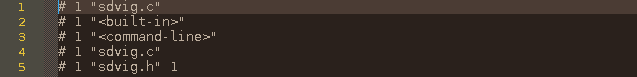 1 # 1 "sdvig.c"
2 # 1 "<built-in>"
3 # 1 "<command-line>"
4 # 1 "sdvig.c"
5 # 1 "sdvig.h" 1